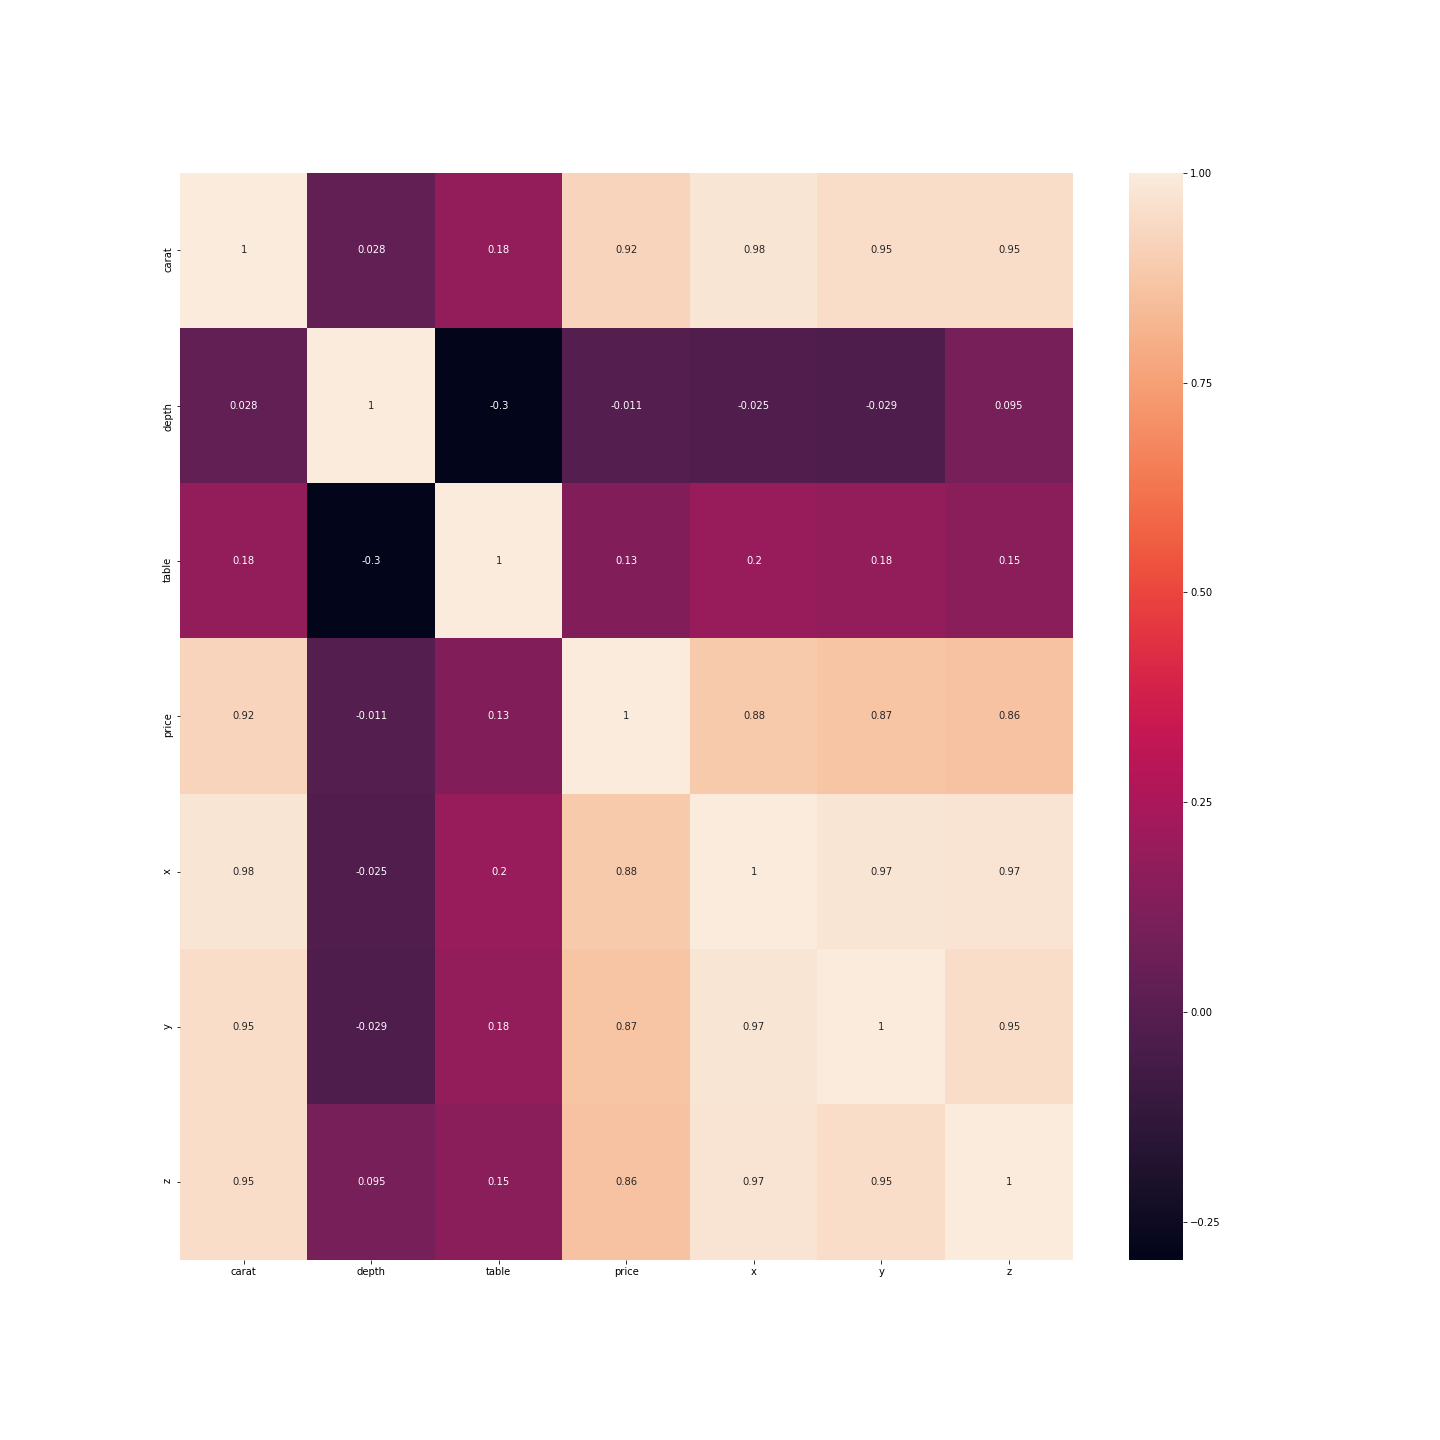 1.00
carat 1 0.028 0.18 0.92 0.98 0.95 0.95
0.75
depth 0.028 1 -0.3 -0.011 -0.025 -0.029 0.095
table 0.18 -0.3 1 0.13 0.2 0.18 0.15
0.50
price 0.92 -0.011 0.13 1 0.88 0.87 0.86
0.25
x 0.98 -0.025 0.2 0.88 1 0.97 0.97
0.00
y 0.95 -0.029 0.18 0.87 0.97 1 0.95
z 0.95 0.095 0.15 0.86 0.97 0.95 1
−0.25
carat depth table price x y z